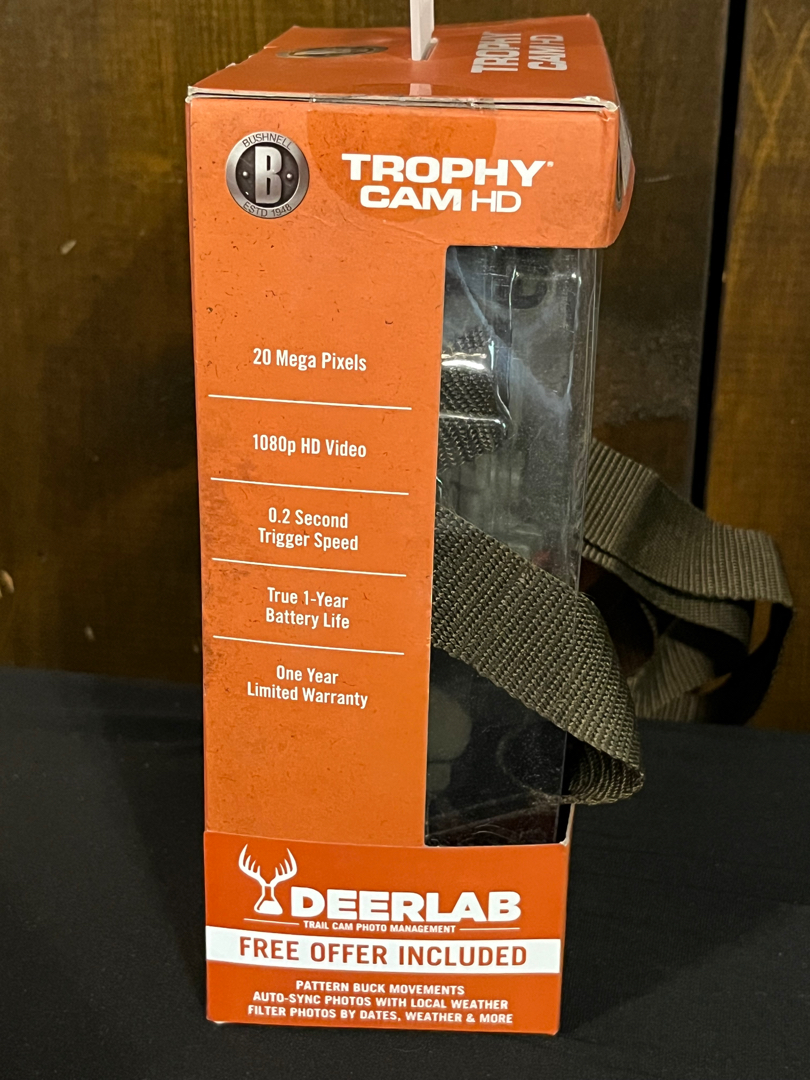 TROPHY
CAM HD
BUSHNELL
B
ESTD 1948
TROPHY®
CAM HD
20 Mega Pixels
1080p HD Video
0.2 Second
Trigger Speed
True 1-Year
Battery Life
One Year
Limited Warranty
DEERLAB
TRAIL CAM PHOTO MANAGEMENT
FREE OFFER INCLUDED
PATTERN BUCK MOVEMENTS
AUTO-SYNC PHOTOS WITH LOCAL WEATHER
FILTER PHOTOS BY DATES, WEATHER & MORE